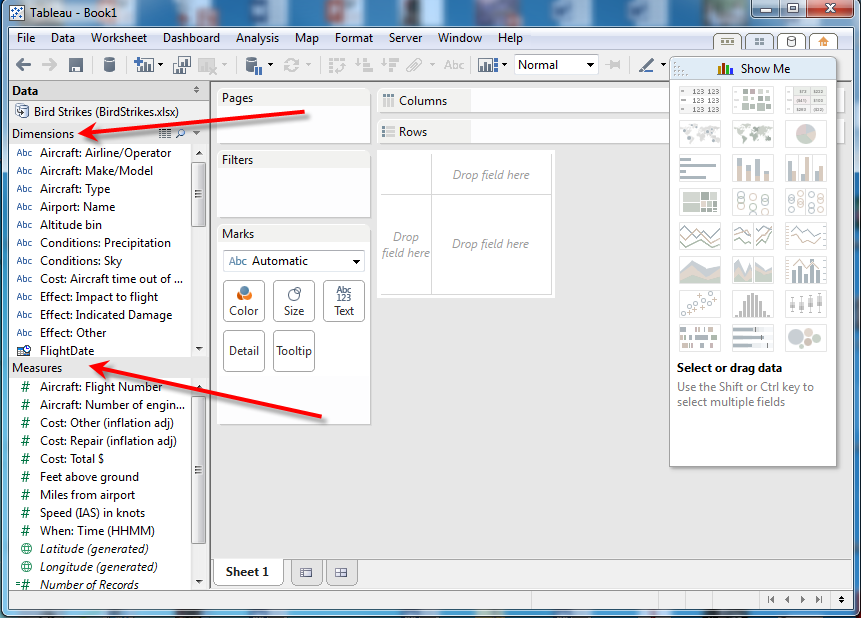 Tableau - Book1
File Data Worksheet Dashboard Analysis Map Format Server Window Help
Abc Normal
Data
Bird Strikes (BirdStrikes.xlsx)
Dimensions
Abc Aircraft: Airline/Operator
Abc Aircraft: Make/Model
Abc Aircraft: Type
Abc Airport: Name
Abc Altitude bin
Abc Conditions: Precipitation
Abc Conditions: Sky
Abc Cost: Aircraft time out of ...
Abc Effect: Impact to flight
Abc Effect: Indicated Damage
Abc Effect: Other
FlightDate
Measures
# Aircraft: Flight Number
# Aircraft: Number of engin...
# Cost: Other (inflation adj)
# Cost: Repair (inflation adj)
# Cost: Total $
# Feet above ground
# Miles from airport
# Speed (IAS) in knots
# When: Time (HHMM)
Latitude (generated)
Longitude (generated)
=# Number of Records
Pages
Filters
Marks
Abc Automatic
Color
Size
Abc
123
Text
Detail
Tooltip
Columns
Rows
Drop field here
Drop
field here
Drop field here
Sheet 1
Show Me
123 123
123 123
123 123
Select or drag data
Use the Shift or Ctrl key to
select multiple fields